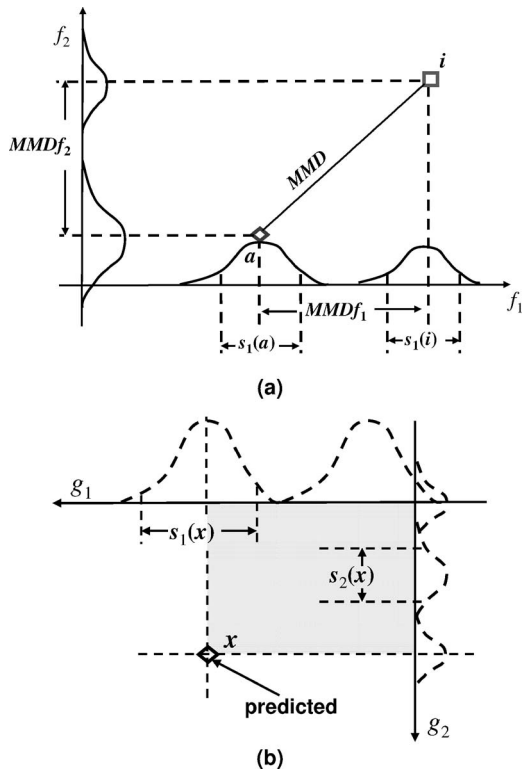 f₂
i
MMDf₂
MMD
a
MMDf₁
f₁
s₁(a)
s₁(i)
(a)
g₁
s₁(x)
s₂(x)
x
predicted
g₂
(b)